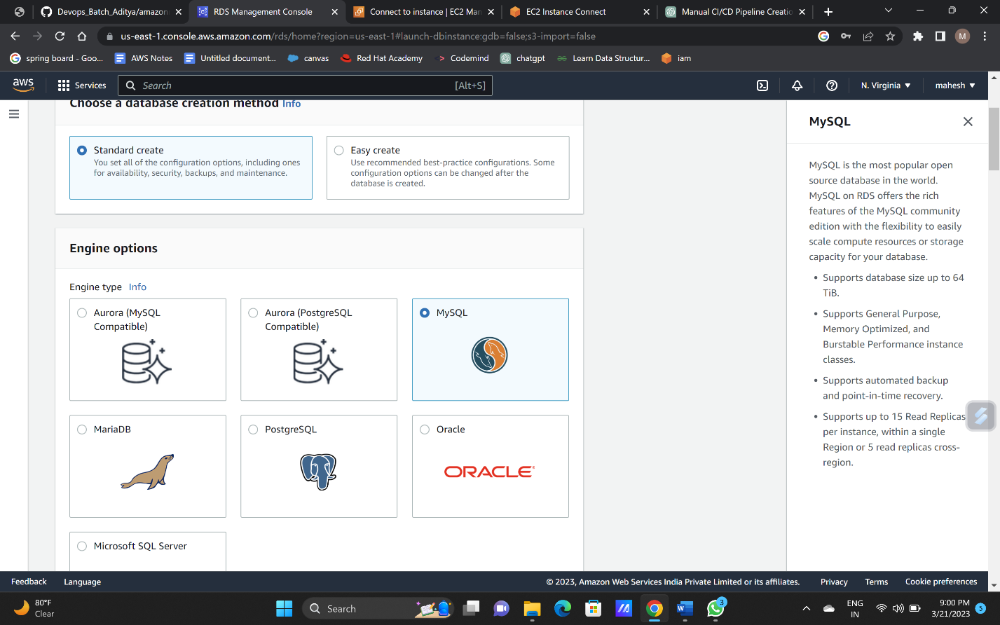 Devops_Batch_Aditya/amazon
RDS Management Console
Connect to instance | EC2 Man
EC2 Instance Connect
Manual CI/CD Pipeline Creatio
us-east-1.console.aws.amazon.com/rds/home?region=us-east-1#launch-dbinstance:gdb=false;s3-import=false
M
spring board - Goo...
AWS Notes
Untitled document...
canvas
Red Hat Academy
Codemind
chatgpt
Learn Data Structur...
iam
aws
Services
Search
[Alt+S]
N. Virginia
mahesh
Choose a database creation method Info
Standard create
You set all of the configuration options, including ones
for availability, security, backups, and maintenance.
Easy create
Use recommended best-practice configurations. Some
configuration options can be changed after the
database is created.
Engine options
Engine type Info
Aurora (MySQL
Compatible)
Aurora (PostgreSQL
Compatible)
MySQL
MariaDB
PostgreSQL
Oracle
ORACLE
Microsoft SQL Server
MySQL
MySQL is the most popular open
source database in the world.
MySQL on RDS offers the rich
features of the MySQL community
edition with the flexibility to easily
scale compute resources or storage
capacity for your database.
• Supports database size up to 64
TiB.
• Supports General Purpose,
Memory Optimized, and
Burstable Performance instance
classes.
• Supports automated backup
and point-in-time recovery.
• Supports up to 15 Read Replicas
per instance, within a single
Region or 5 read replicas cross-
region.
Feedback
Language
© 2023, Amazon Web Services India Private Limited or its affiliates.
Privacy
Terms
Cookie preferences
80°F
Clear
Search
3
ENG
IN
9:00 PM
3/21/2023
5